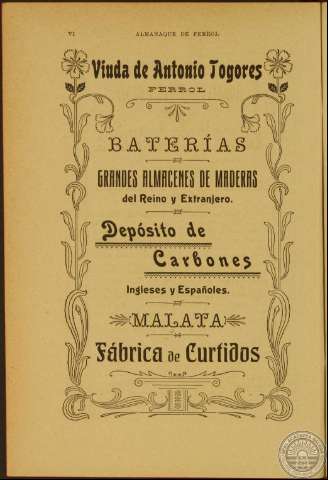 VI ALMANAQUE DE FERROL
Viuda de Antonio Togores
FERROL
BATERÍAS
GRANDES ALMACENES DE MADERAS
del Reino y Extranjero.
Depósito de
Carbones
Ingleses y Españoles.
MALATA
Fábrica de Curtidos